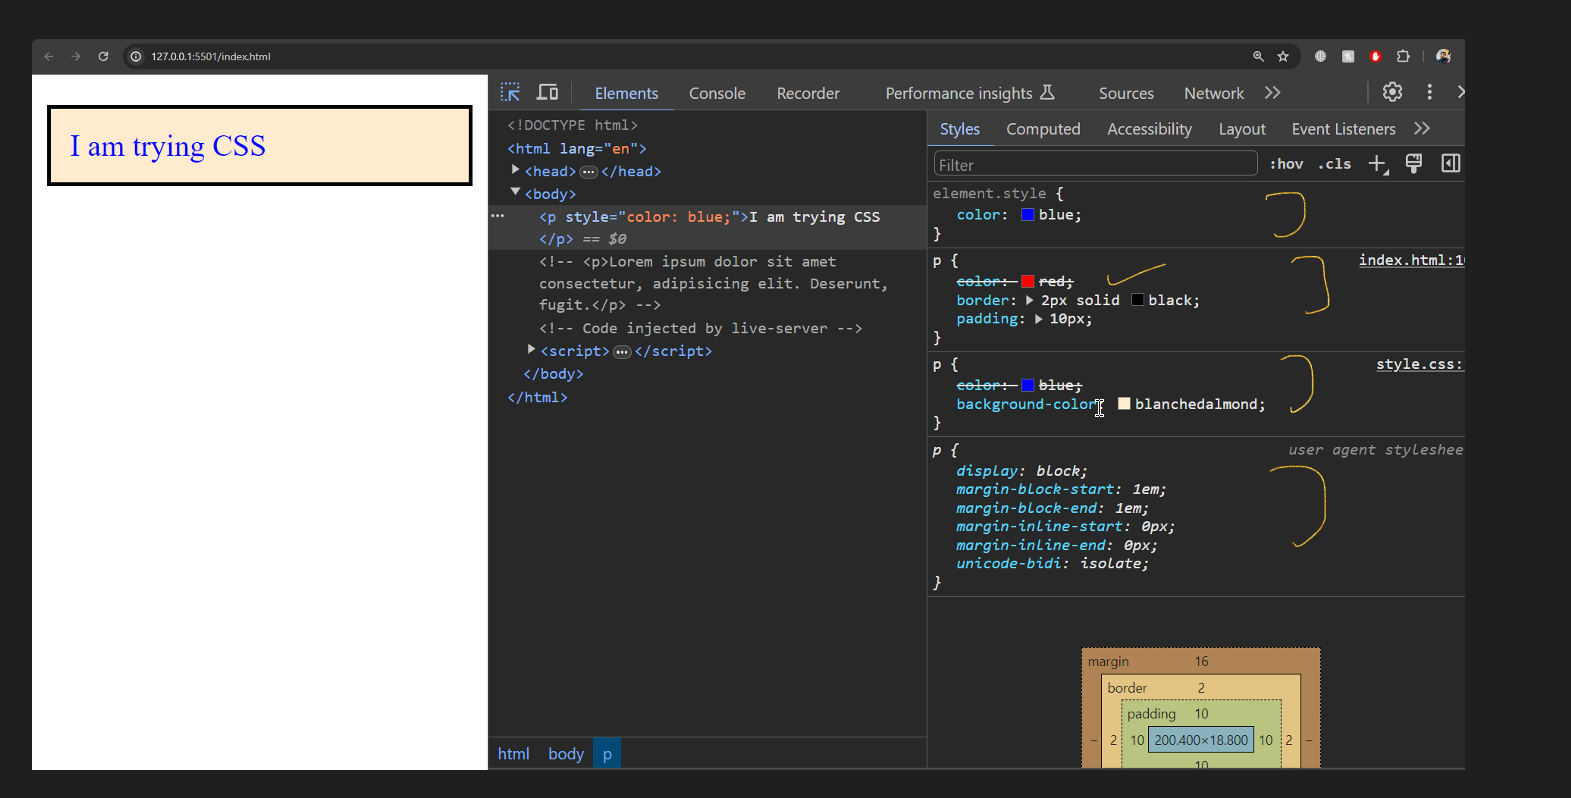 127.0.0.1:5501/index.html
I am trying CSS
Elements Console Recorder Performance insights Sources Network
<!DOCTYPE html>
<html lang="en">
<head> ... </head>
<body>
<p style="color: blue;">I am trying CSS
</p> == $0
<!-- <p>Lorem ipsum dolor sit amet
consectetur, adipisicing elit. Deserunt,
fugit.</p> -->
<!-- Code injected by live-server -->
<script> ... </script>
</body>
</html>
html body p
Styles Computed Accessibility Layout Event Listeners
Filter :hov .cls
element.style {
color: blue;
}
p { index.html:1
color: red;
border: 2px solid black;
padding: 10px;
}
p { style.css:
color: blue;
background-color: blanchedalmond;
}
p { user agent styleshee
display: block;
margin-block-start: 1em;
margin-block-end: 1em;
margin-inline-start: 0px;
margin-inline-end: 0px;
unicode-bidi: isolate;
}
margin 16
border 2
padding 10
- 2 10 200.400×18.800 10 2 -
10